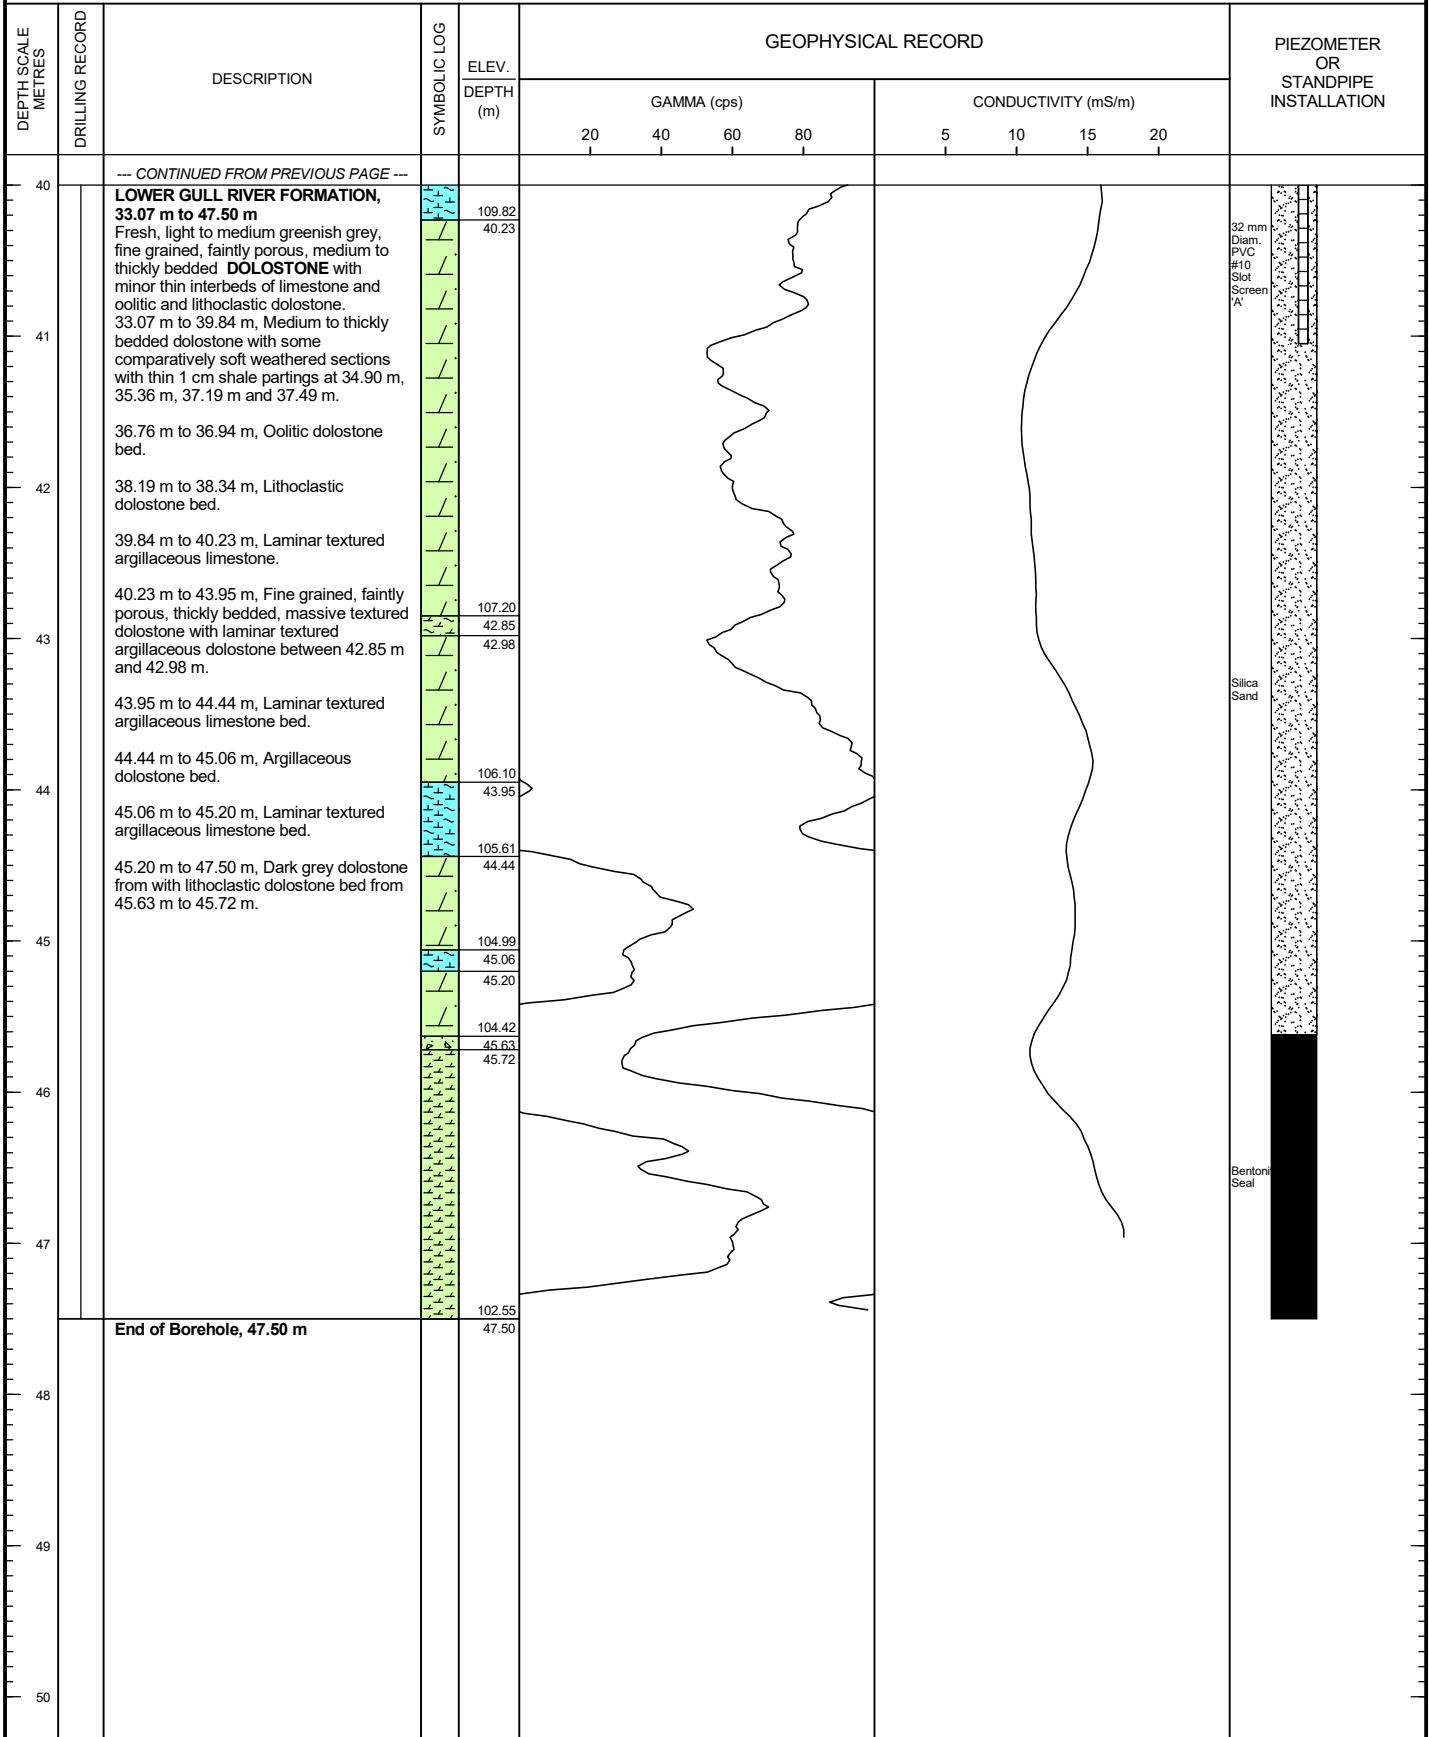 DEPTH SCALE
METRES
DRILLING RECORD
DESCRIPTION
SYMBOLIC LOG
ELEV.
DEPTH
(m)
GEOPHYSICAL RECORD
GAMMA (cps)
20 40 60 80
CONDUCTIVITY (mS/m)
5 10 15 20
PIEZOMETER
OR
STANDPIPE
INSTALLATION
--- CONTINUED FROM PREVIOUS PAGE ---
LOWER GULL RIVER FORMATION,
33.07 m to 47.50 m
Fresh, light to medium greenish grey,
fine grained, faintly porous, medium to
thickly bedded DOLOSTONE with
minor thin interbeds of limestone and
oolitic and lithoclastic dolostone.
33.07 m to 39.84 m, Medium to thickly
bedded dolostone with some
comparatively soft weathered sections
with thin 1 cm shale partings at 34.90 m,
35.36 m, 37.19 m and 37.49 m.
36.76 m to 36.94 m, Oolitic dolostone
bed.
38.19 m to 38.34 m, Lithoclastic
dolostone bed.
39.84 m to 40.23 m, Laminar textured
argillaceous limestone.
40.23 m to 43.95 m, Fine grained, faintly
porous, thickly bedded, massive textured
dolostone with laminar textured
argillaceous dolostone between 42.85 m
and 42.98 m.
43.95 m to 44.44 m, Laminar textured
argillaceous limestone bed.
44.44 m to 45.06 m, Argillaceous
dolostone bed.
45.06 m to 45.20 m, Laminar textured
argillaceous limestone bed.
45.20 m to 47.50 m, Dark grey dolostone
from with lithoclastic dolostone bed from
45.63 m to 45.72 m.
End of Borehole, 47.50 m
40
41
42
43
44
45
46
47
48
49
50
109.82
40.23
107.20
42.85
42.98
106.10
43.95
105.61
44.44
104.99
45.06
45.20
104.42
45.63
45.72
102.55
47.50
32 mm
Diam.
PVC
#10
Slot
Screen
'A'
Silica
Sand
Bentoni
Seal